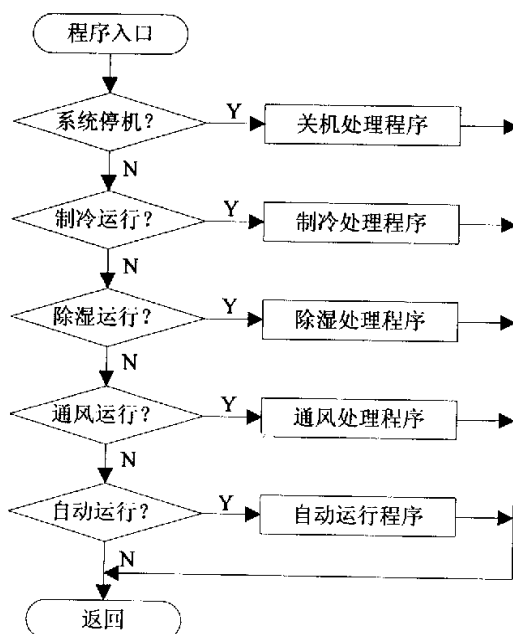 程序入口
系统停机？
Y
关机处理程序
N
制冷运行？
Y
制冷处理程序
N
除湿运行？
Y
除湿处理程序
N
通风运行？
Y
通风处理程序
N
自动运行？
Y
自动运行程序
N
返回